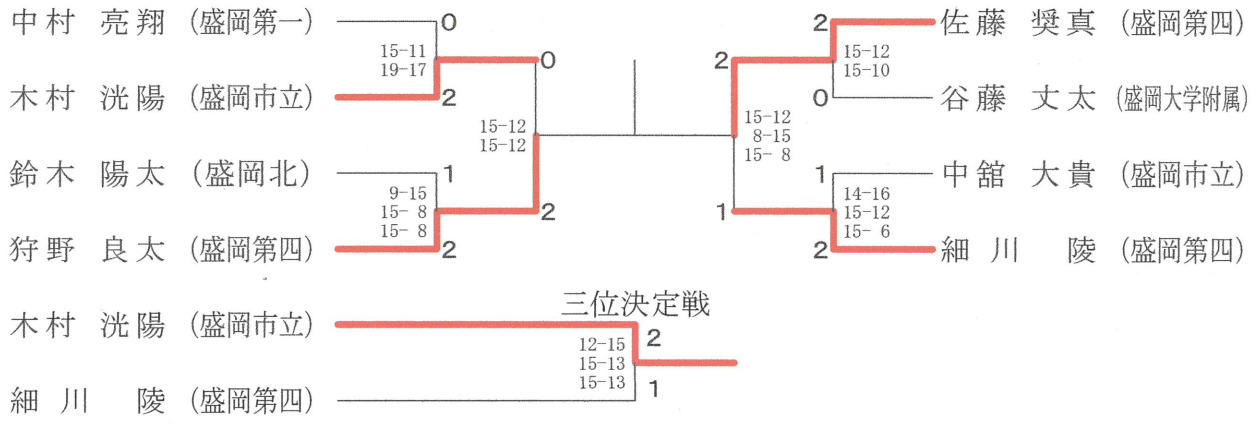 中村 亮翔 (盛岡第一)
0
15-11
19-17
木村 洸陽 (盛岡市立)
2
0
15-12
15-12
2
鈴木 陽太 (盛岡北)
1
9-15
15- 8
15- 8
狩野 良太 (盛岡第四)
2
2
佐藤 奨真 (盛岡第四)
15-12
15-10
0
谷藤 丈太 (盛岡大学附属)
2
15-12
8-15
15- 8
1
1
中舘 大貴 (盛岡市立)
14-16
15-12
15- 6
2
細川 陵 (盛岡第四)
三位決定戦
木村 洸陽 (盛岡市立)
2
12-15
15-13
15-13
1
細川 陵 (盛岡第四)